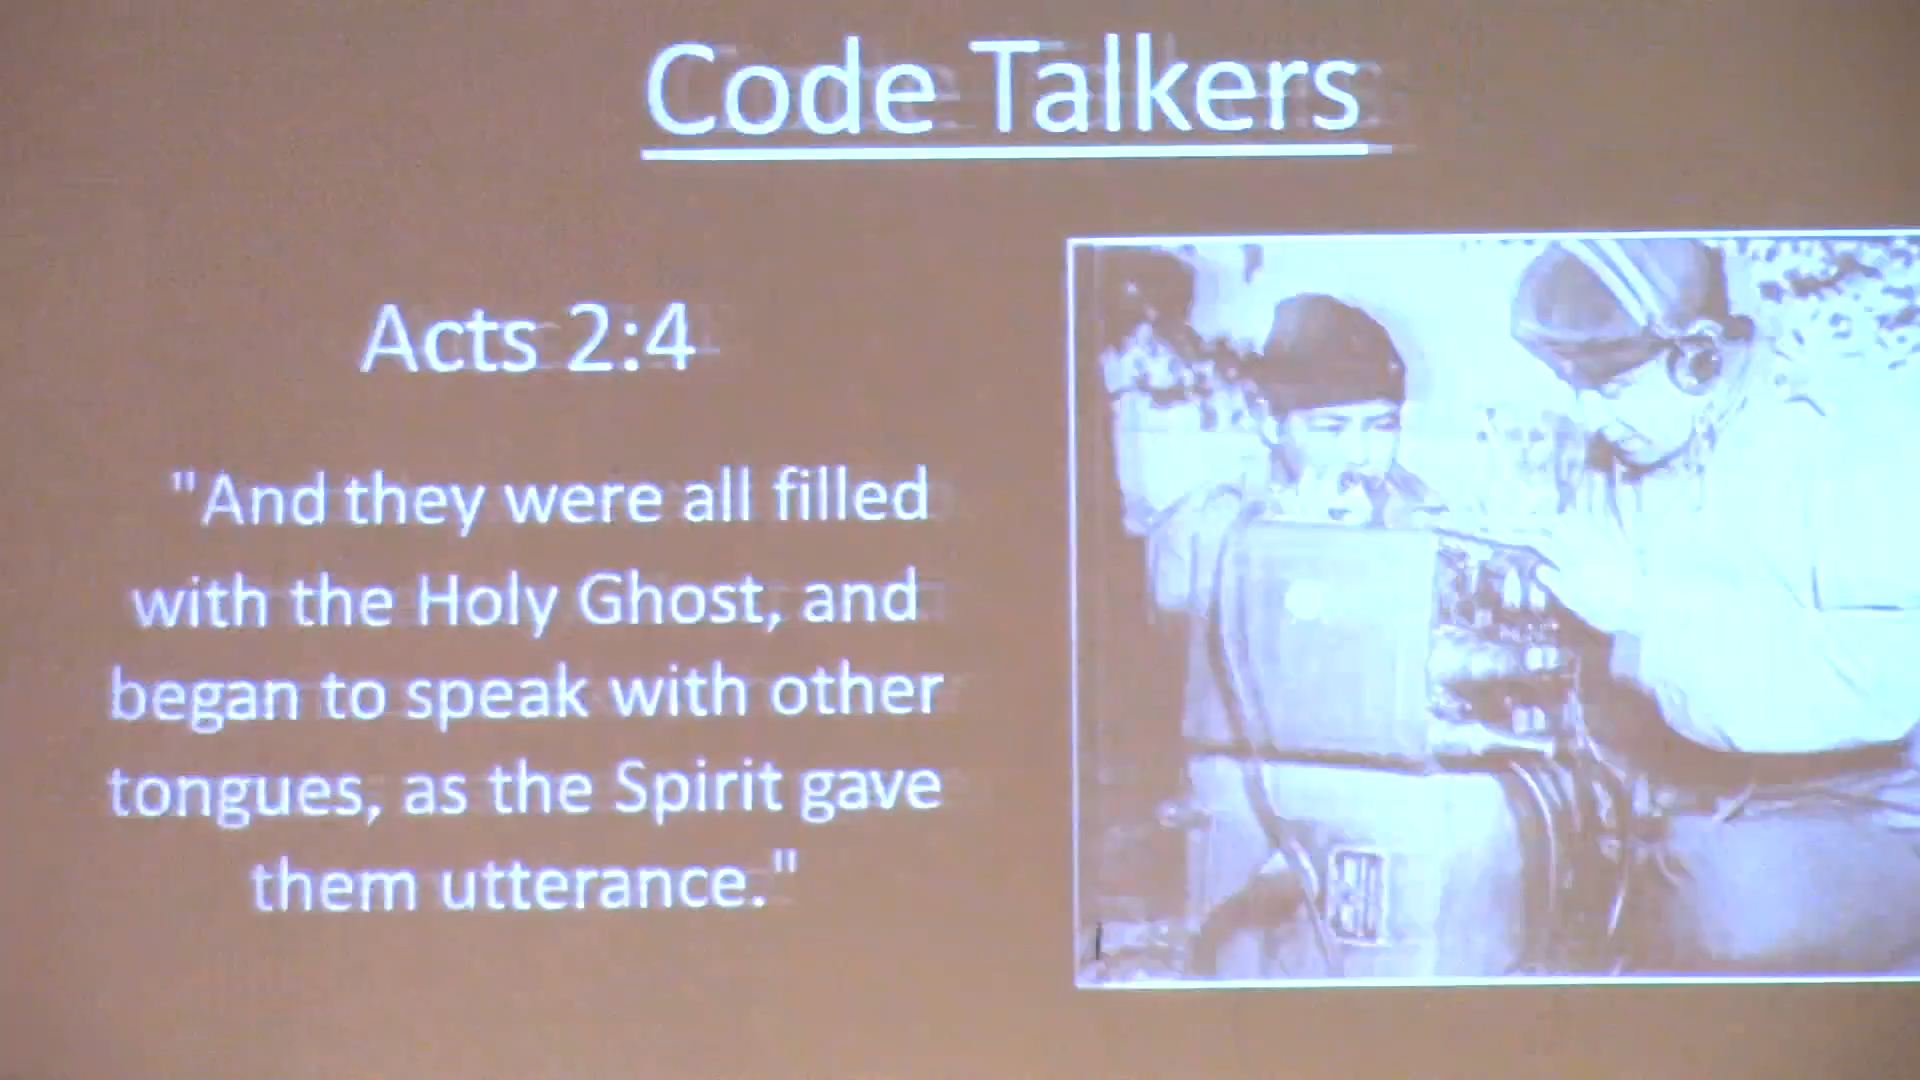 Code Talkers
Acts 2:4
"And they were all filled
with the Holy Ghost, and
began to speak with other
tongues, as the Spirit gave
them utterance."